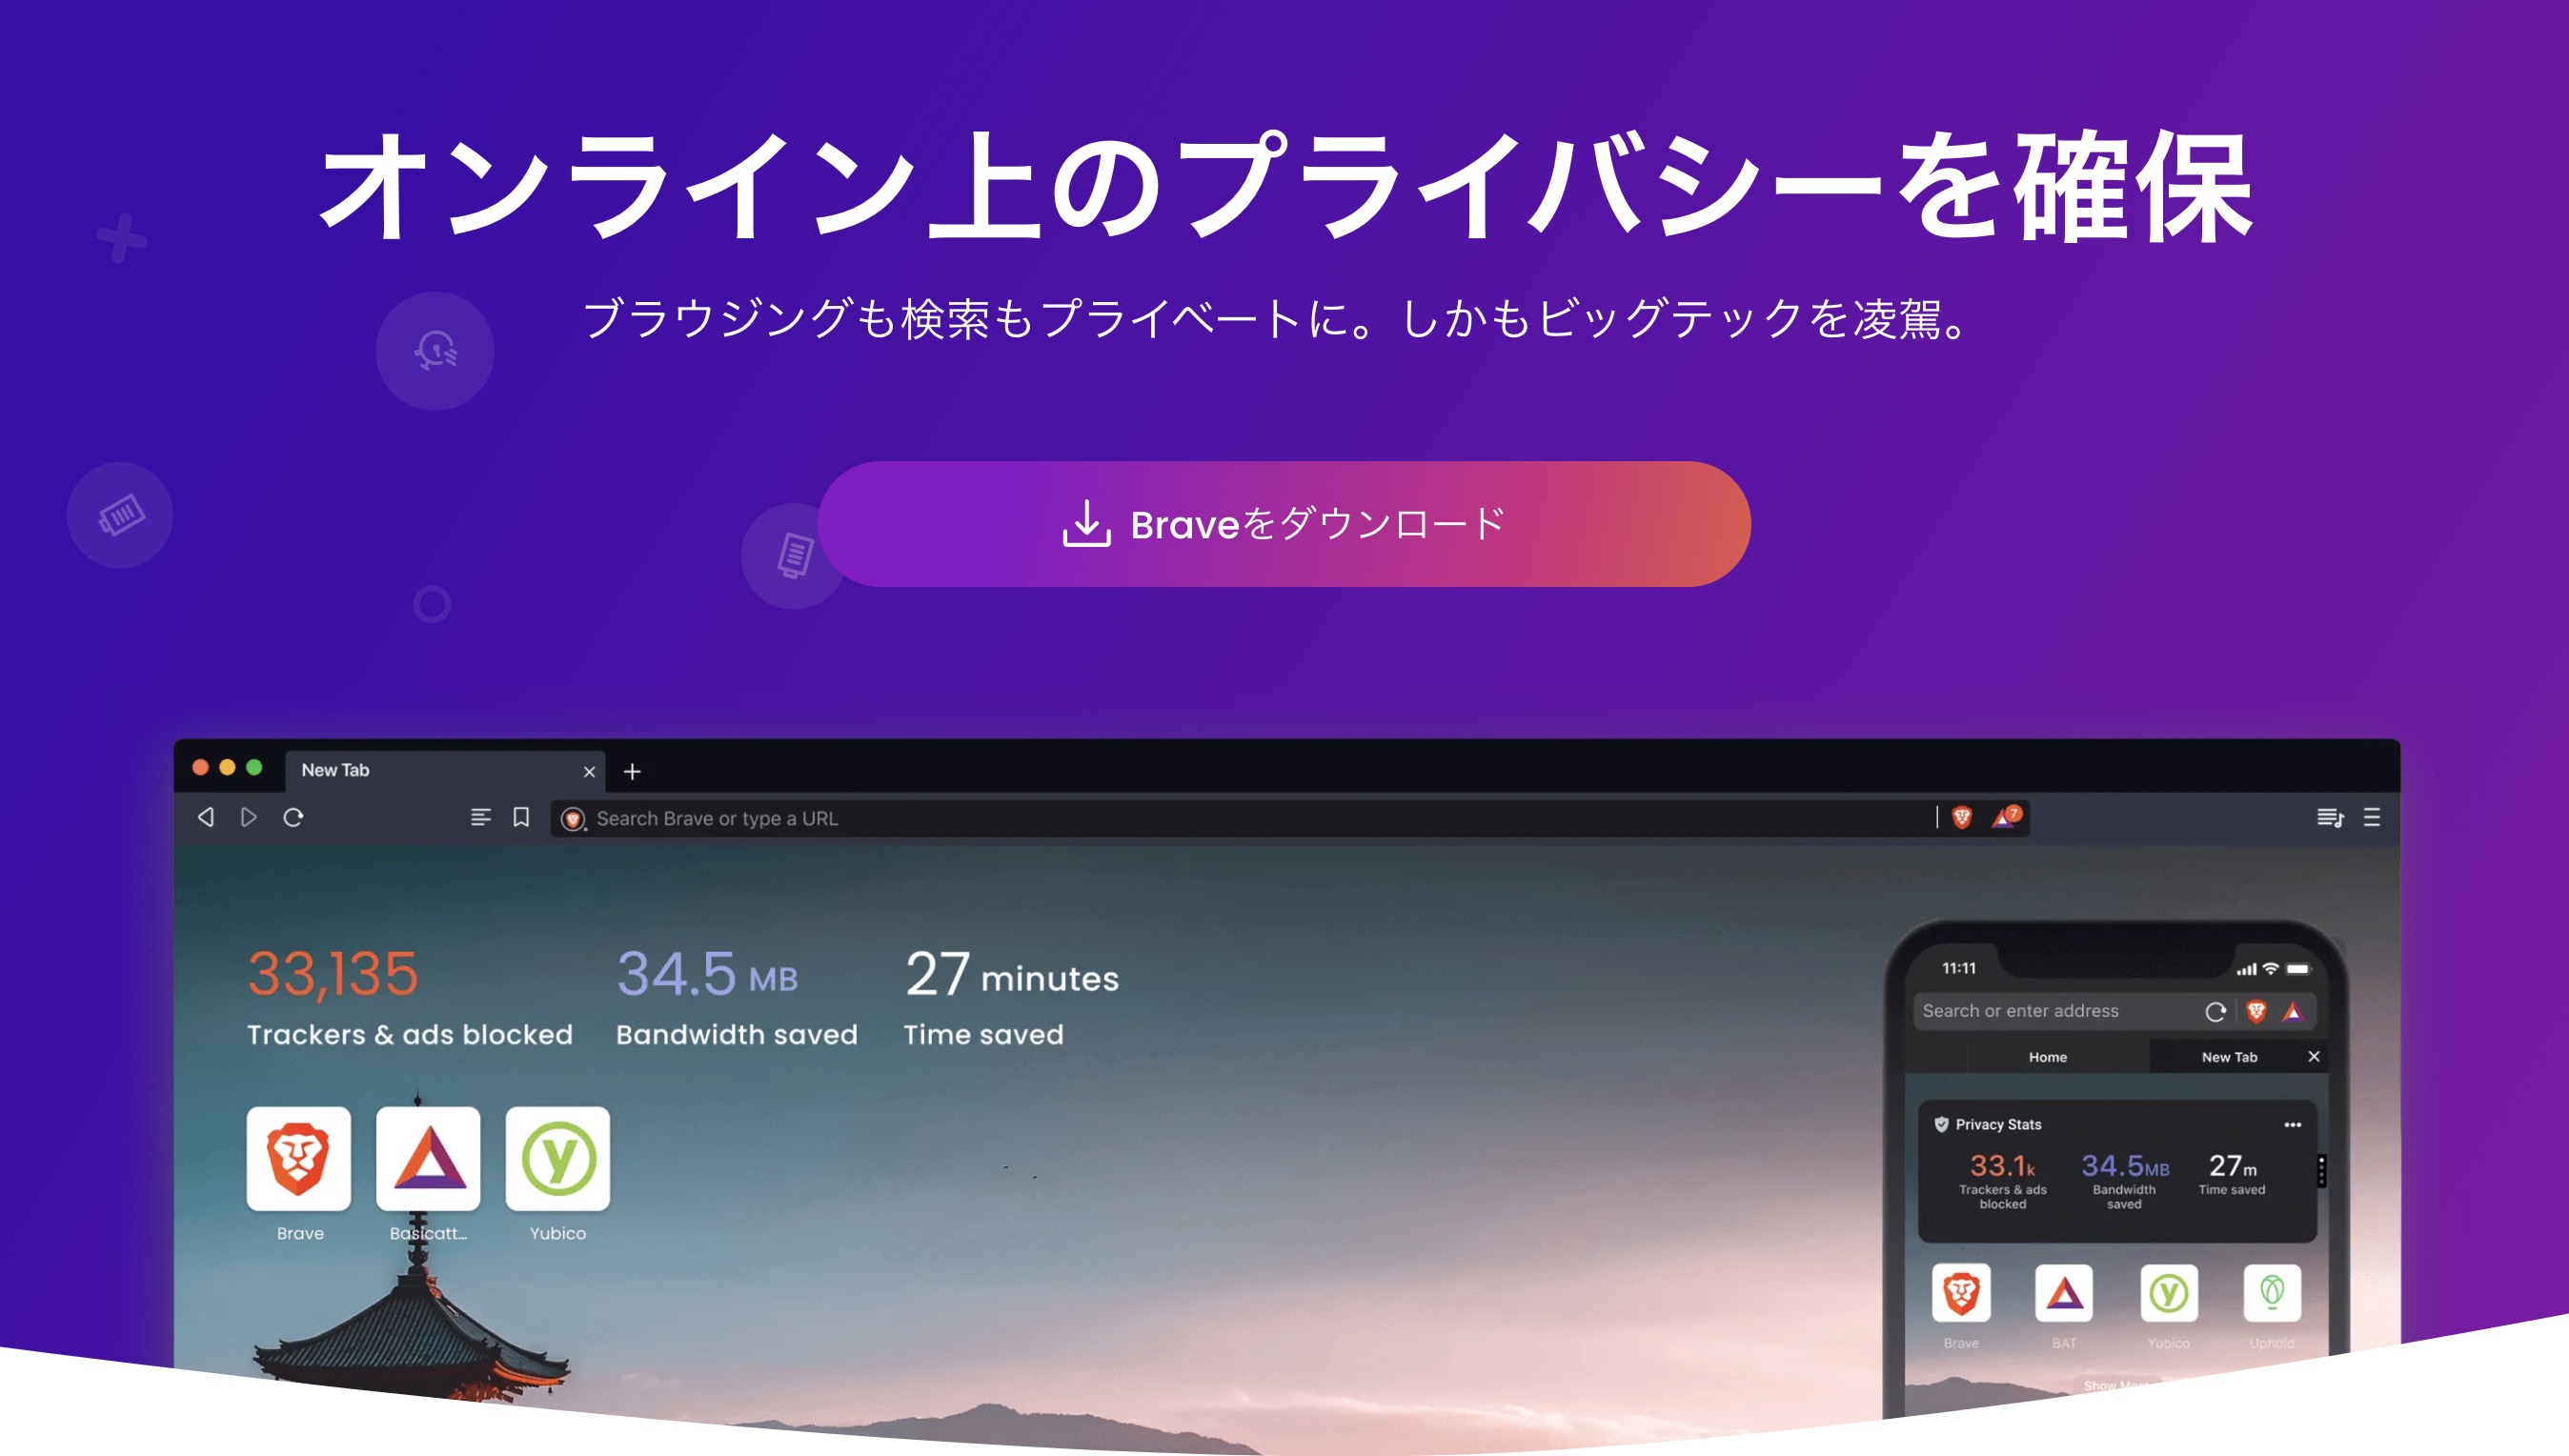 オンライン上のプライバシーを確保
ブラウジングも検索もプライベートに。しかもビッグテックを凌駕。
Braveをダウンロード
New Tab
Search Brave or type a URL
7
33,135
Trackers & ads blocked
34.5 MB
Bandwidth saved
27 minutes
Time saved
Brave
Basicatt...
Yubico
11:11
Search or enter address
Home
New Tab
Privacy Stats
33.1k
Trackers & ads
blocked
34.5MB
Bandwidth
saved
27m
Time saved
Brave
BAT
Yubico
Uphold
Show